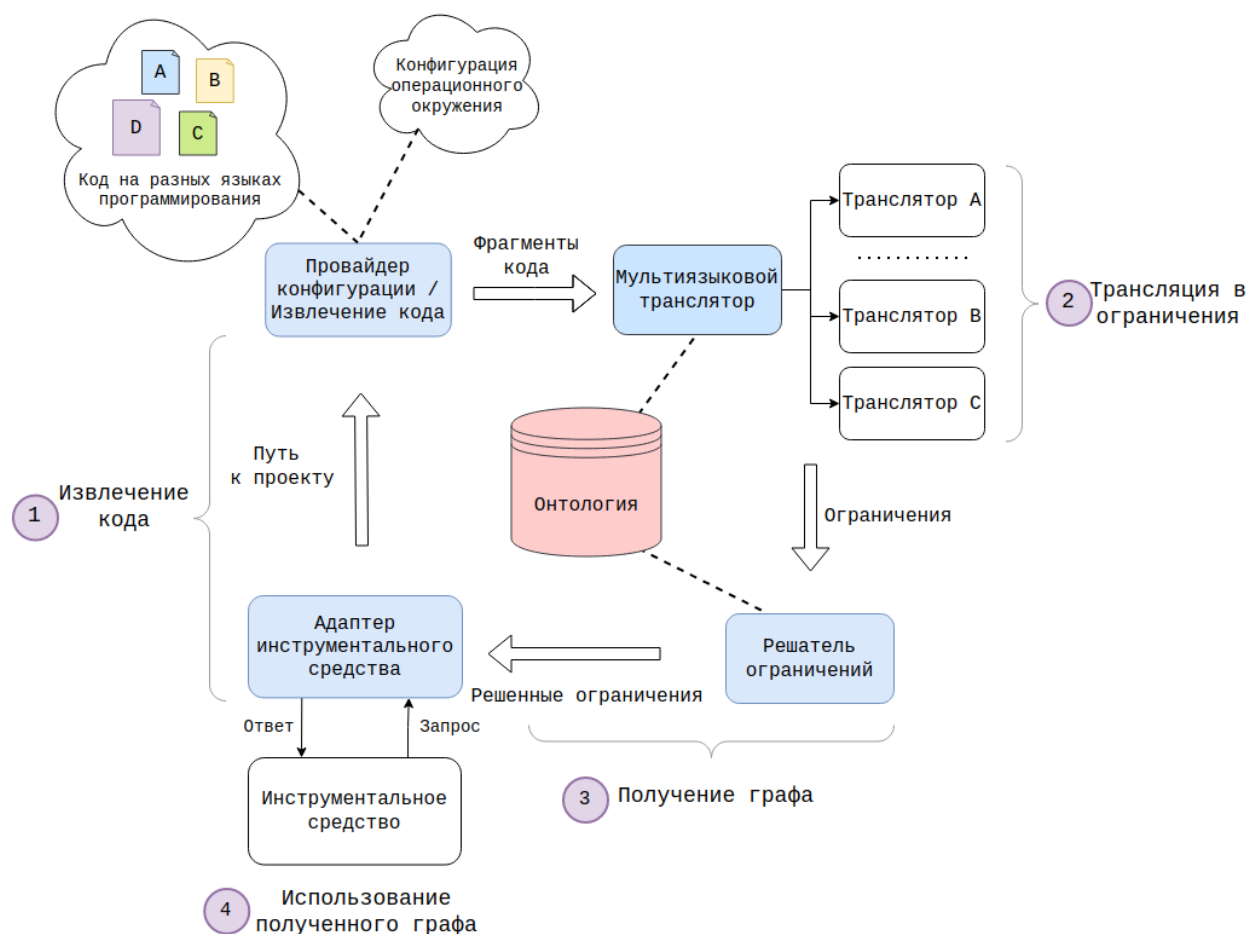 A
B
D
C
Код на разных языках
программирования
Конфигурация
операционного
окружения
Провайдер
конфигурации /
Извлечение кода
Фрагменты
кода
Мультиязыковой
транслятор
Транслятор A
............
Транслятор B
Транслятор C
2
Трансляция в
ограничения
Путь
к проекту
1
Извлечение
кода
Онтология
Ограничения
Адаптер
инструментального
средства
Решенные ограничения
Решатель
ограничений
Ответ
Запрос
Инструментальное
средство
3
Получение графа
4
Использование
полученного графа